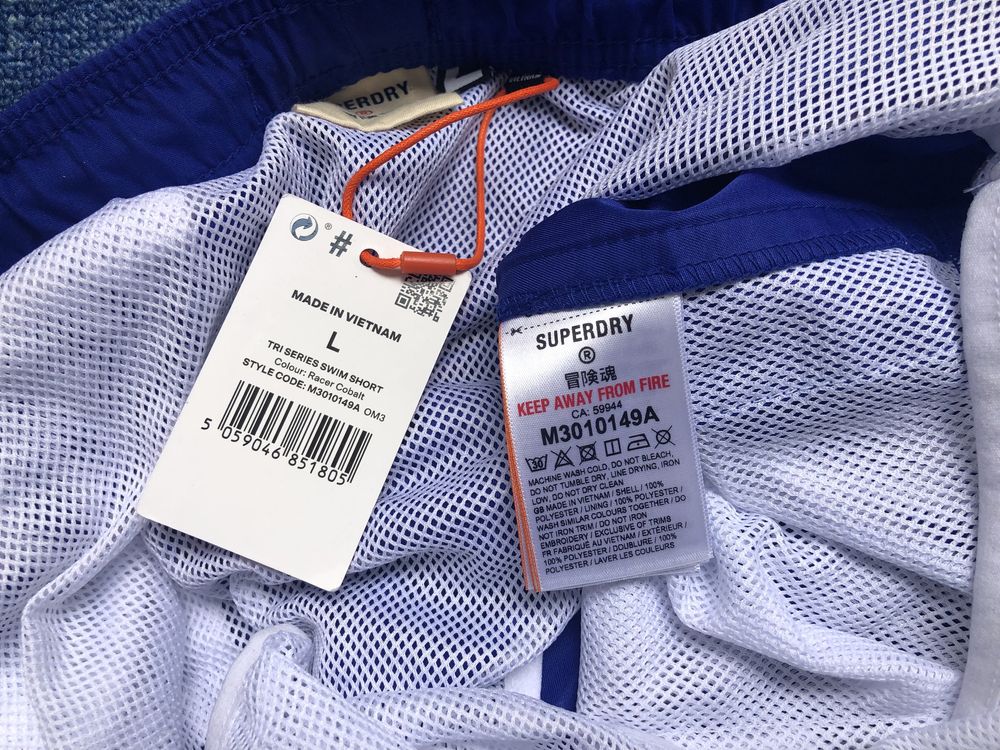 ERDRY
®
#
MADE IN VIETNAM
L
TRI SERIES SWIM SHORT
Colour: Racer Cobalt
STYLE CODE: M3010149A OM3
5 059046 851805
SUPERDRY
®
冒険魂
KEEP AWAY FROM FIRE
CA: 59944
M3010149A
30
MACHINE WASH COLD, DO NOT BLEACH,
DO NOT TUMBLE DRY, LINE DRYING, IRON
LOW, DO NOT DRY CLEAN
GB MADE IN VIETNAM / SHELL / 100%
POLYESTER / LINING / 100% POLYESTER /
WASH SIMILAR COLOURS TOGETHER / DO
NOT IRON TRIM / DO NOT IRON
EMBROIDERY / EXCLUSIVE OF TRIMS
FR FABRIQUÉ AU VIETNAM / EXTÉRIEUR /
100% POLYESTER / DOUBLURE / 100%
POLYESTER / LAVER LES COULEURS